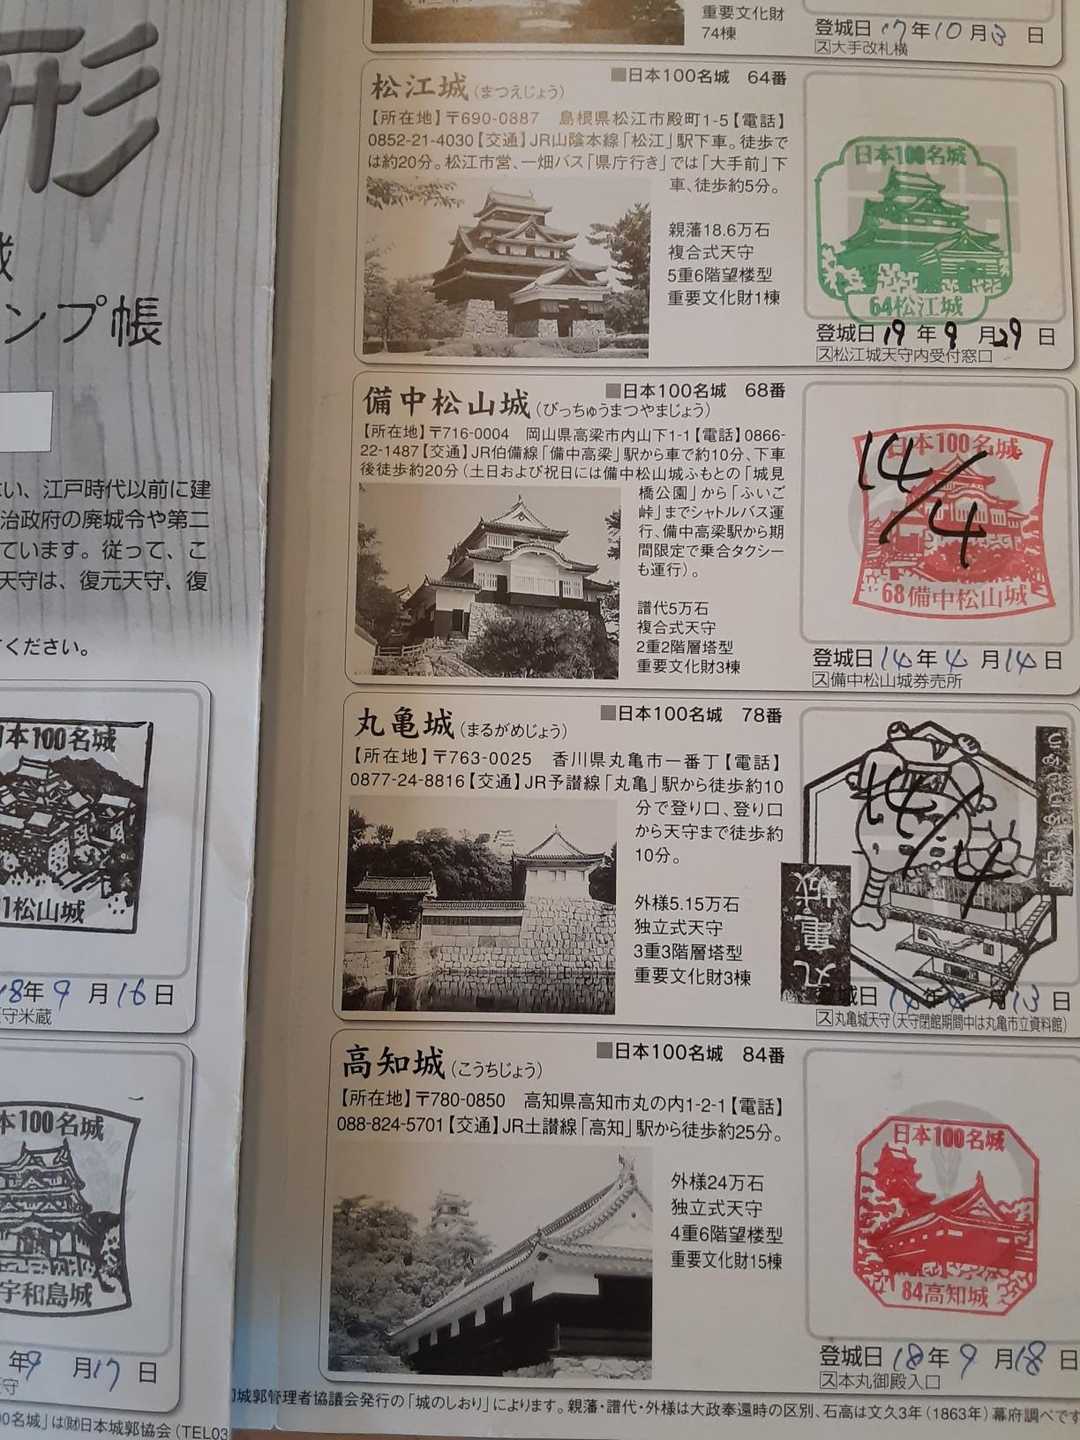 形
城
ンプ帳
い、江戸時代以前に建
治政府の廃城令や第二
ています。従って、こ
天守は、復元天守、復
ください。
日本100名城
1松山城
18年9月16日
守米蔵
本100名城
宇和島城
年9月17日
守
00名城」は㈶日本城郭協会(TEL03
重要文化財
74棟
登城日17年10月3日
ス大手改札横
松江城(まつえじょう)
■日本100名城 64番
【所在地】〒690-0887 島根県松江市殿町1-5【電話】
0852-21-4030【交通】JR山陰本線「松江」駅下車。徒歩で
は約20分。松江市営、一畑バス「県庁行き」では「大手前」下
車、徒歩約5分。
親藩18.6万石
複合式天守
5重6階望楼型
重要文化財1棟
日本100名城
64松江城
登城日19年9月29日
ス松江城天守内受付窓口
備中松山城(びっちゅうまつやまじょう)
■日本100名城 68番
【所在地】〒716-0004 岡山県高梁市内山下1-1【電話】0866-
22-1487【交通】JR伯備線「備中高梁」駅から車で約10分、下車
後徒歩約20分(土日および祝日には備中松山城ふもとの「城見
橋公園」から「ふいご
峠」までシャトルバス運
行、備中高梁駅から期
間限定で乗合タクシー
も運行)。
譜代5万石
複合式天守
2重2階層塔型
重要文化財3棟
日本100名城
14/4
68備中松山城
登城日14年4月14日
ス備中松山城券売所
丸亀城(まるがめじょう)
■日本100名城 78番
【所在地】〒763-0025 香川県丸亀市一番丁【電話】
0877-24-8816【交通】JR予讃線「丸亀」駅から徒歩約10
分で登り口、登り口
から天守まで徒歩約
10分。
外様5.15万石
独立式天守
3重3階層塔型
重要文化財3棟
14/4
丸亀城
登城日14年4月13日
ス丸亀城天守(天守閉館期間中は丸亀市立資料館)
高知城(こうちじょう)
■日本100名城 84番
【所在地】〒780-0850 高知県高知市丸の内1-2-1【電話】
088-824-5701【交通】JR土讃線「高知」駅から徒歩約25分。
外様24万石
独立式天守
4重6階望楼型
重要文化財15棟
日本100名城
84高知城
登城日18年9月18日
ス本丸御殿入口
城郭管理者協議会発行の「城のしおり」によります。親藩・譜代・外様は大政奉還時の区別、石高は文久3年(1863年)幕府調べです